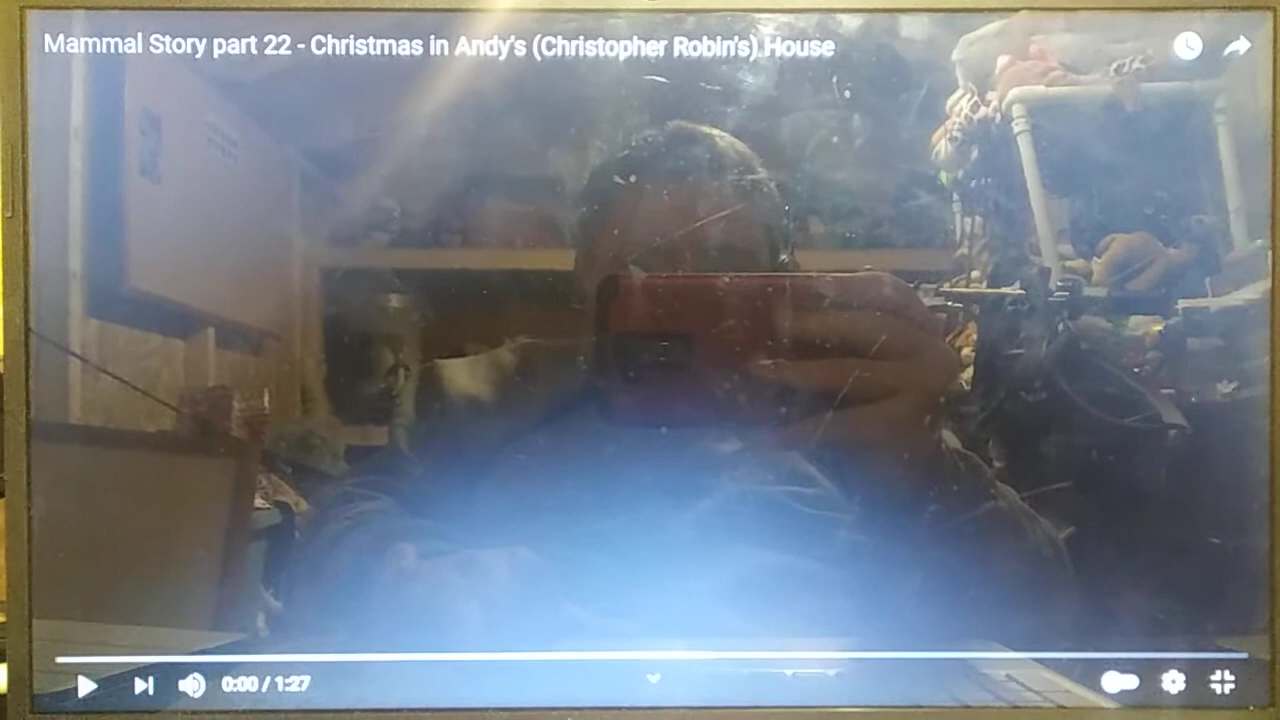 Mammal Story part 22 - Christmas in Andy's (Christopher Robin's) House
0:00 / 1:27